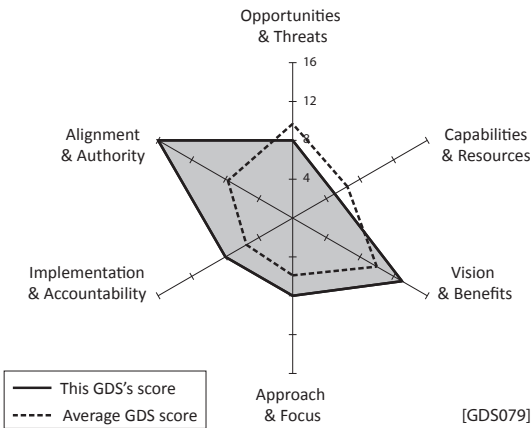 Opportunities
& Threats
16
12
8
4
Alignment
& Authority
Capabilities
& Resources
Implementation
& Accountability
Vision
& Benefits
Approach
& Focus
This GDS's score
Average GDS score
[GDS079]